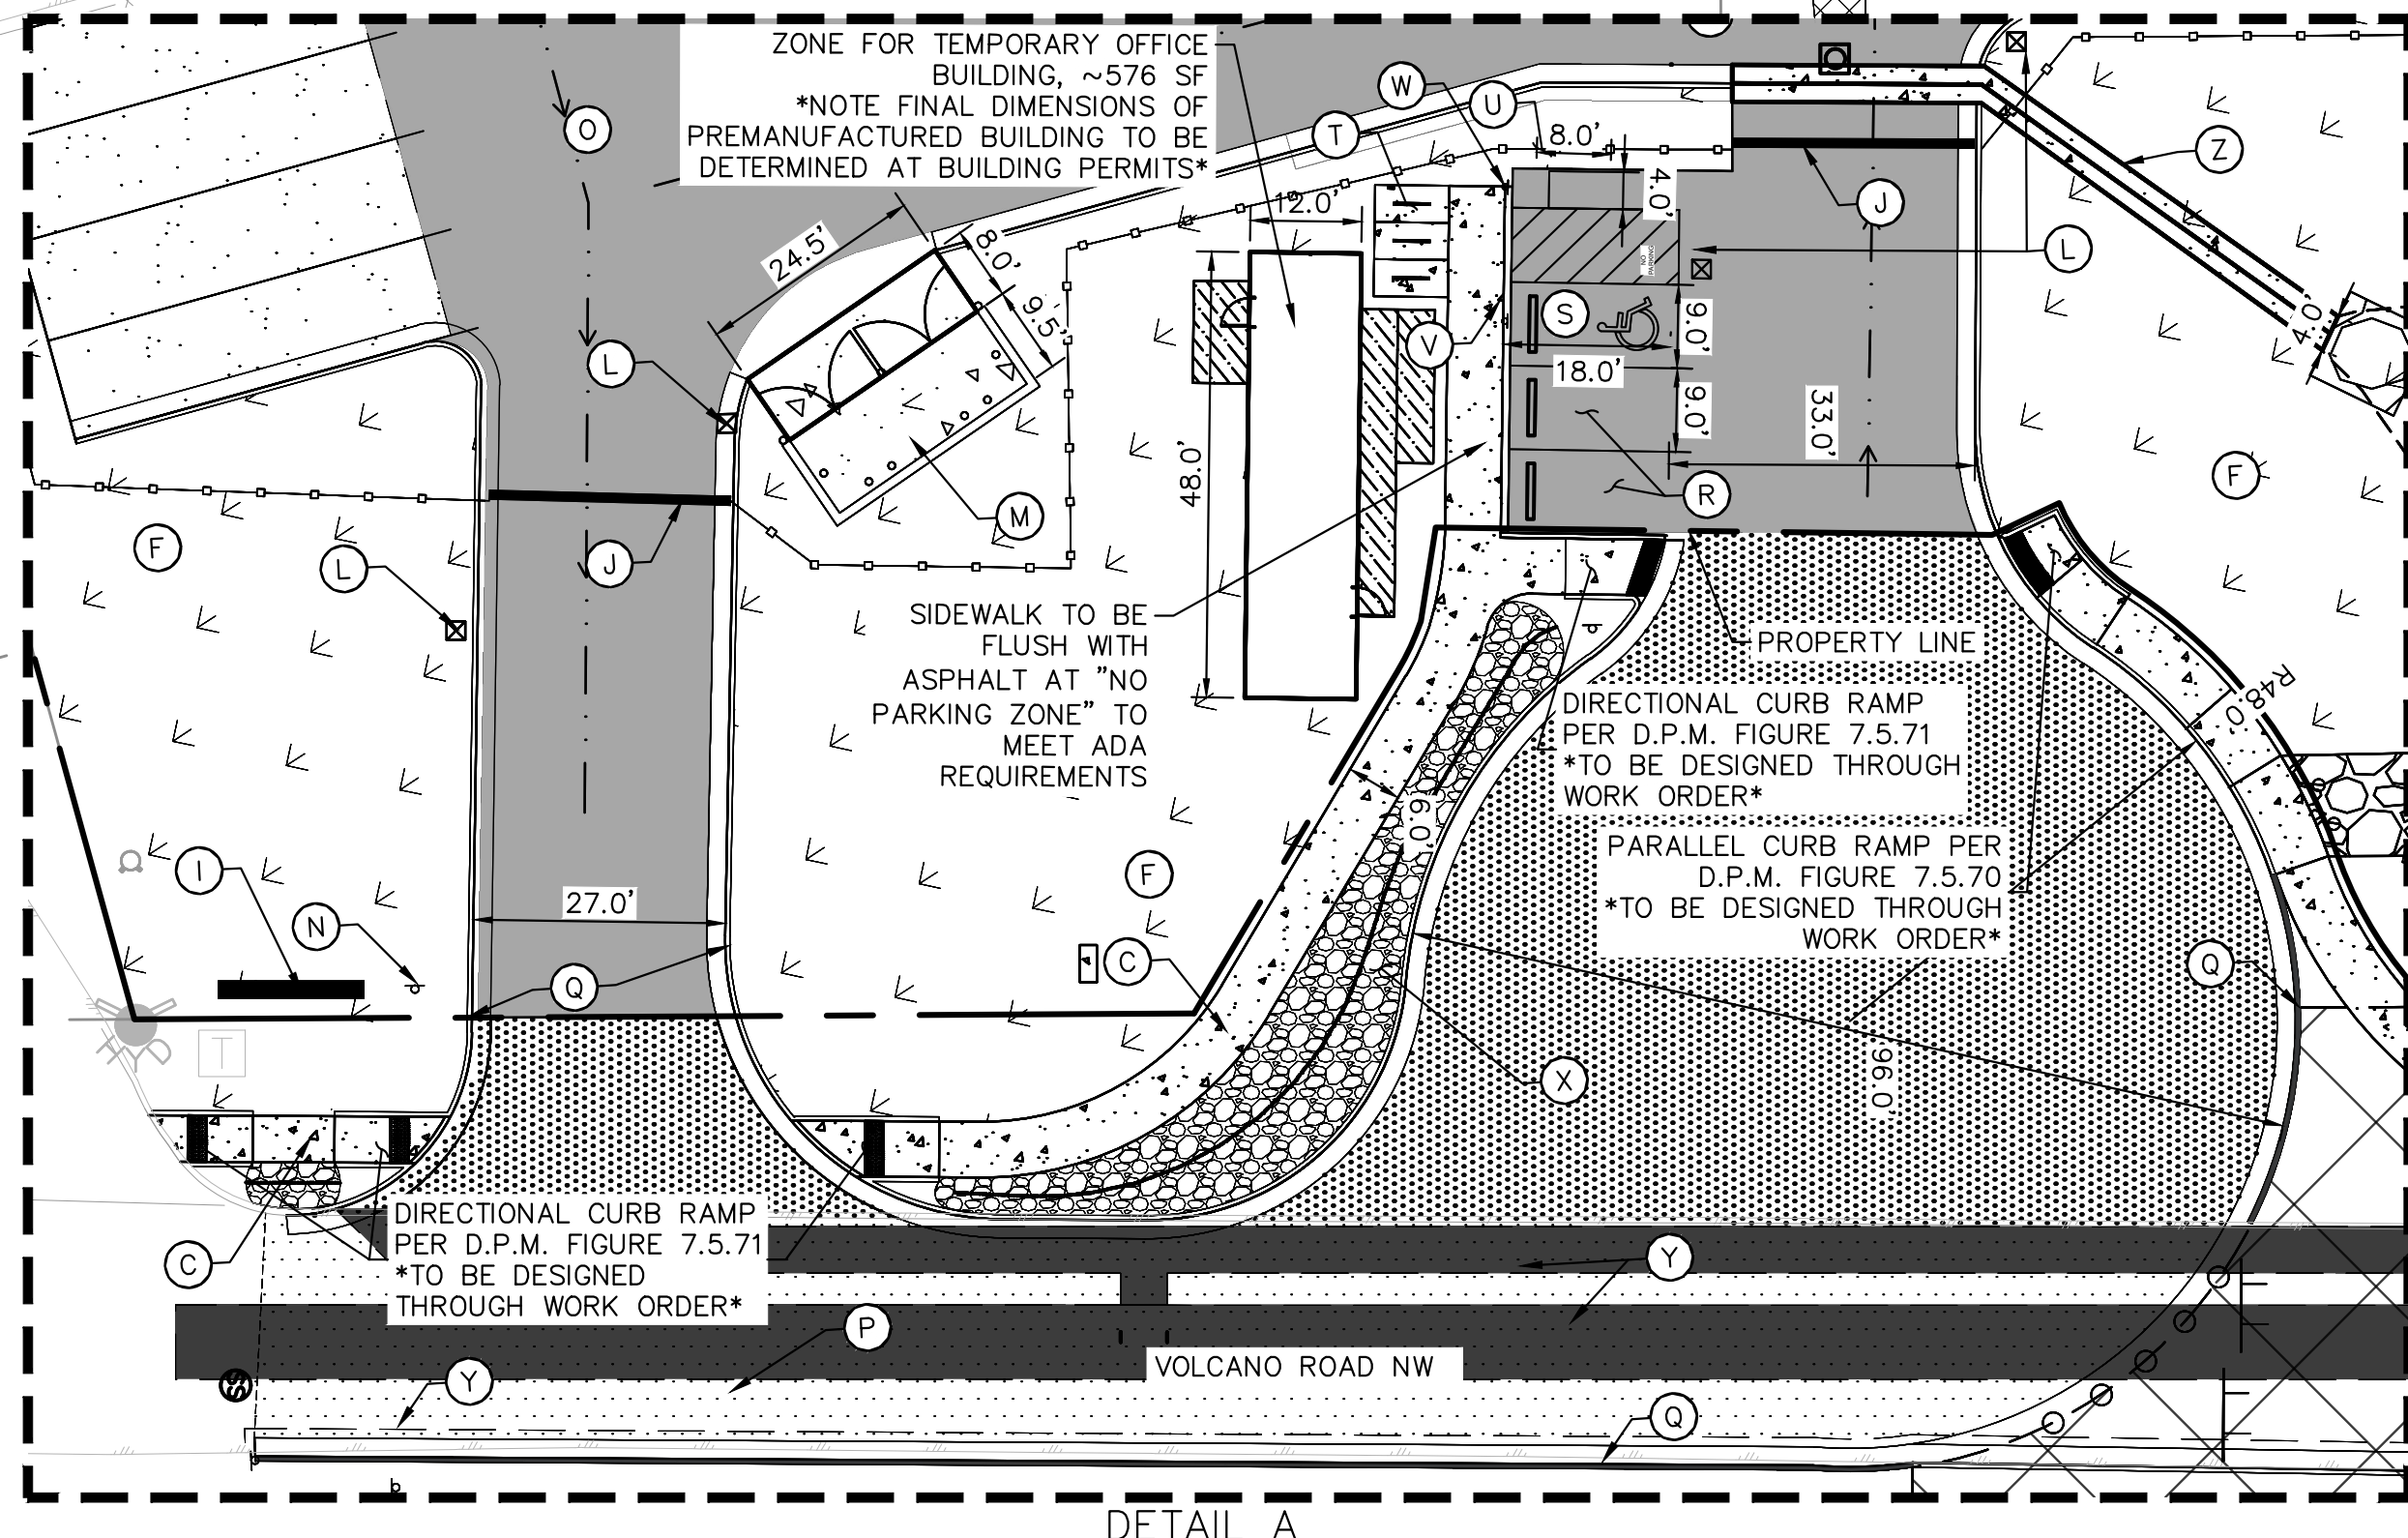 ZONE FOR TEMPORARY OFFICE
BUILDING, ~576 SF
*NOTE FINAL DIMENSIONS OF
PREMANUFACTURED BUILDING TO BE
DETERMINED AT BUILDING PERMITS*
O
W
U
T
8.0'
Z
J
4.0'
12.0'
L
24.5'
8.0'
9.5'
S
9.0'
V
18.0'
9.0'
33.0'
4.0'
NO
PARKING
L
48.0'
R
F
M
F
L
J
SIDEWALK TO BE
FLUSH WITH
ASPHALT AT "NO
PARKING ZONE" TO
MEET ADA
REQUIREMENTS
PROPERTY LINE
DIRECTIONAL CURB RAMP
PER D.P.M. FIGURE 7.5.71
*TO BE DESIGNED THROUGH
WORK ORDER*
R48.0'
PARALLEL CURB RAMP PER
D.P.M. FIGURE 7.5.70
*TO BE DESIGNED THROUGH
WORK ORDER*
6.0'
I
F
27.0'
N
C
Q
Q
HYD
T
X
96.0'
DIRECTIONAL CURB RAMP
PER D.P.M. FIGURE 7.5.71
*TO BE DESIGNED
THROUGH WORK ORDER*
C
Y
P
VOLCANO ROAD NW
SS
Y
Q
DETAIL A